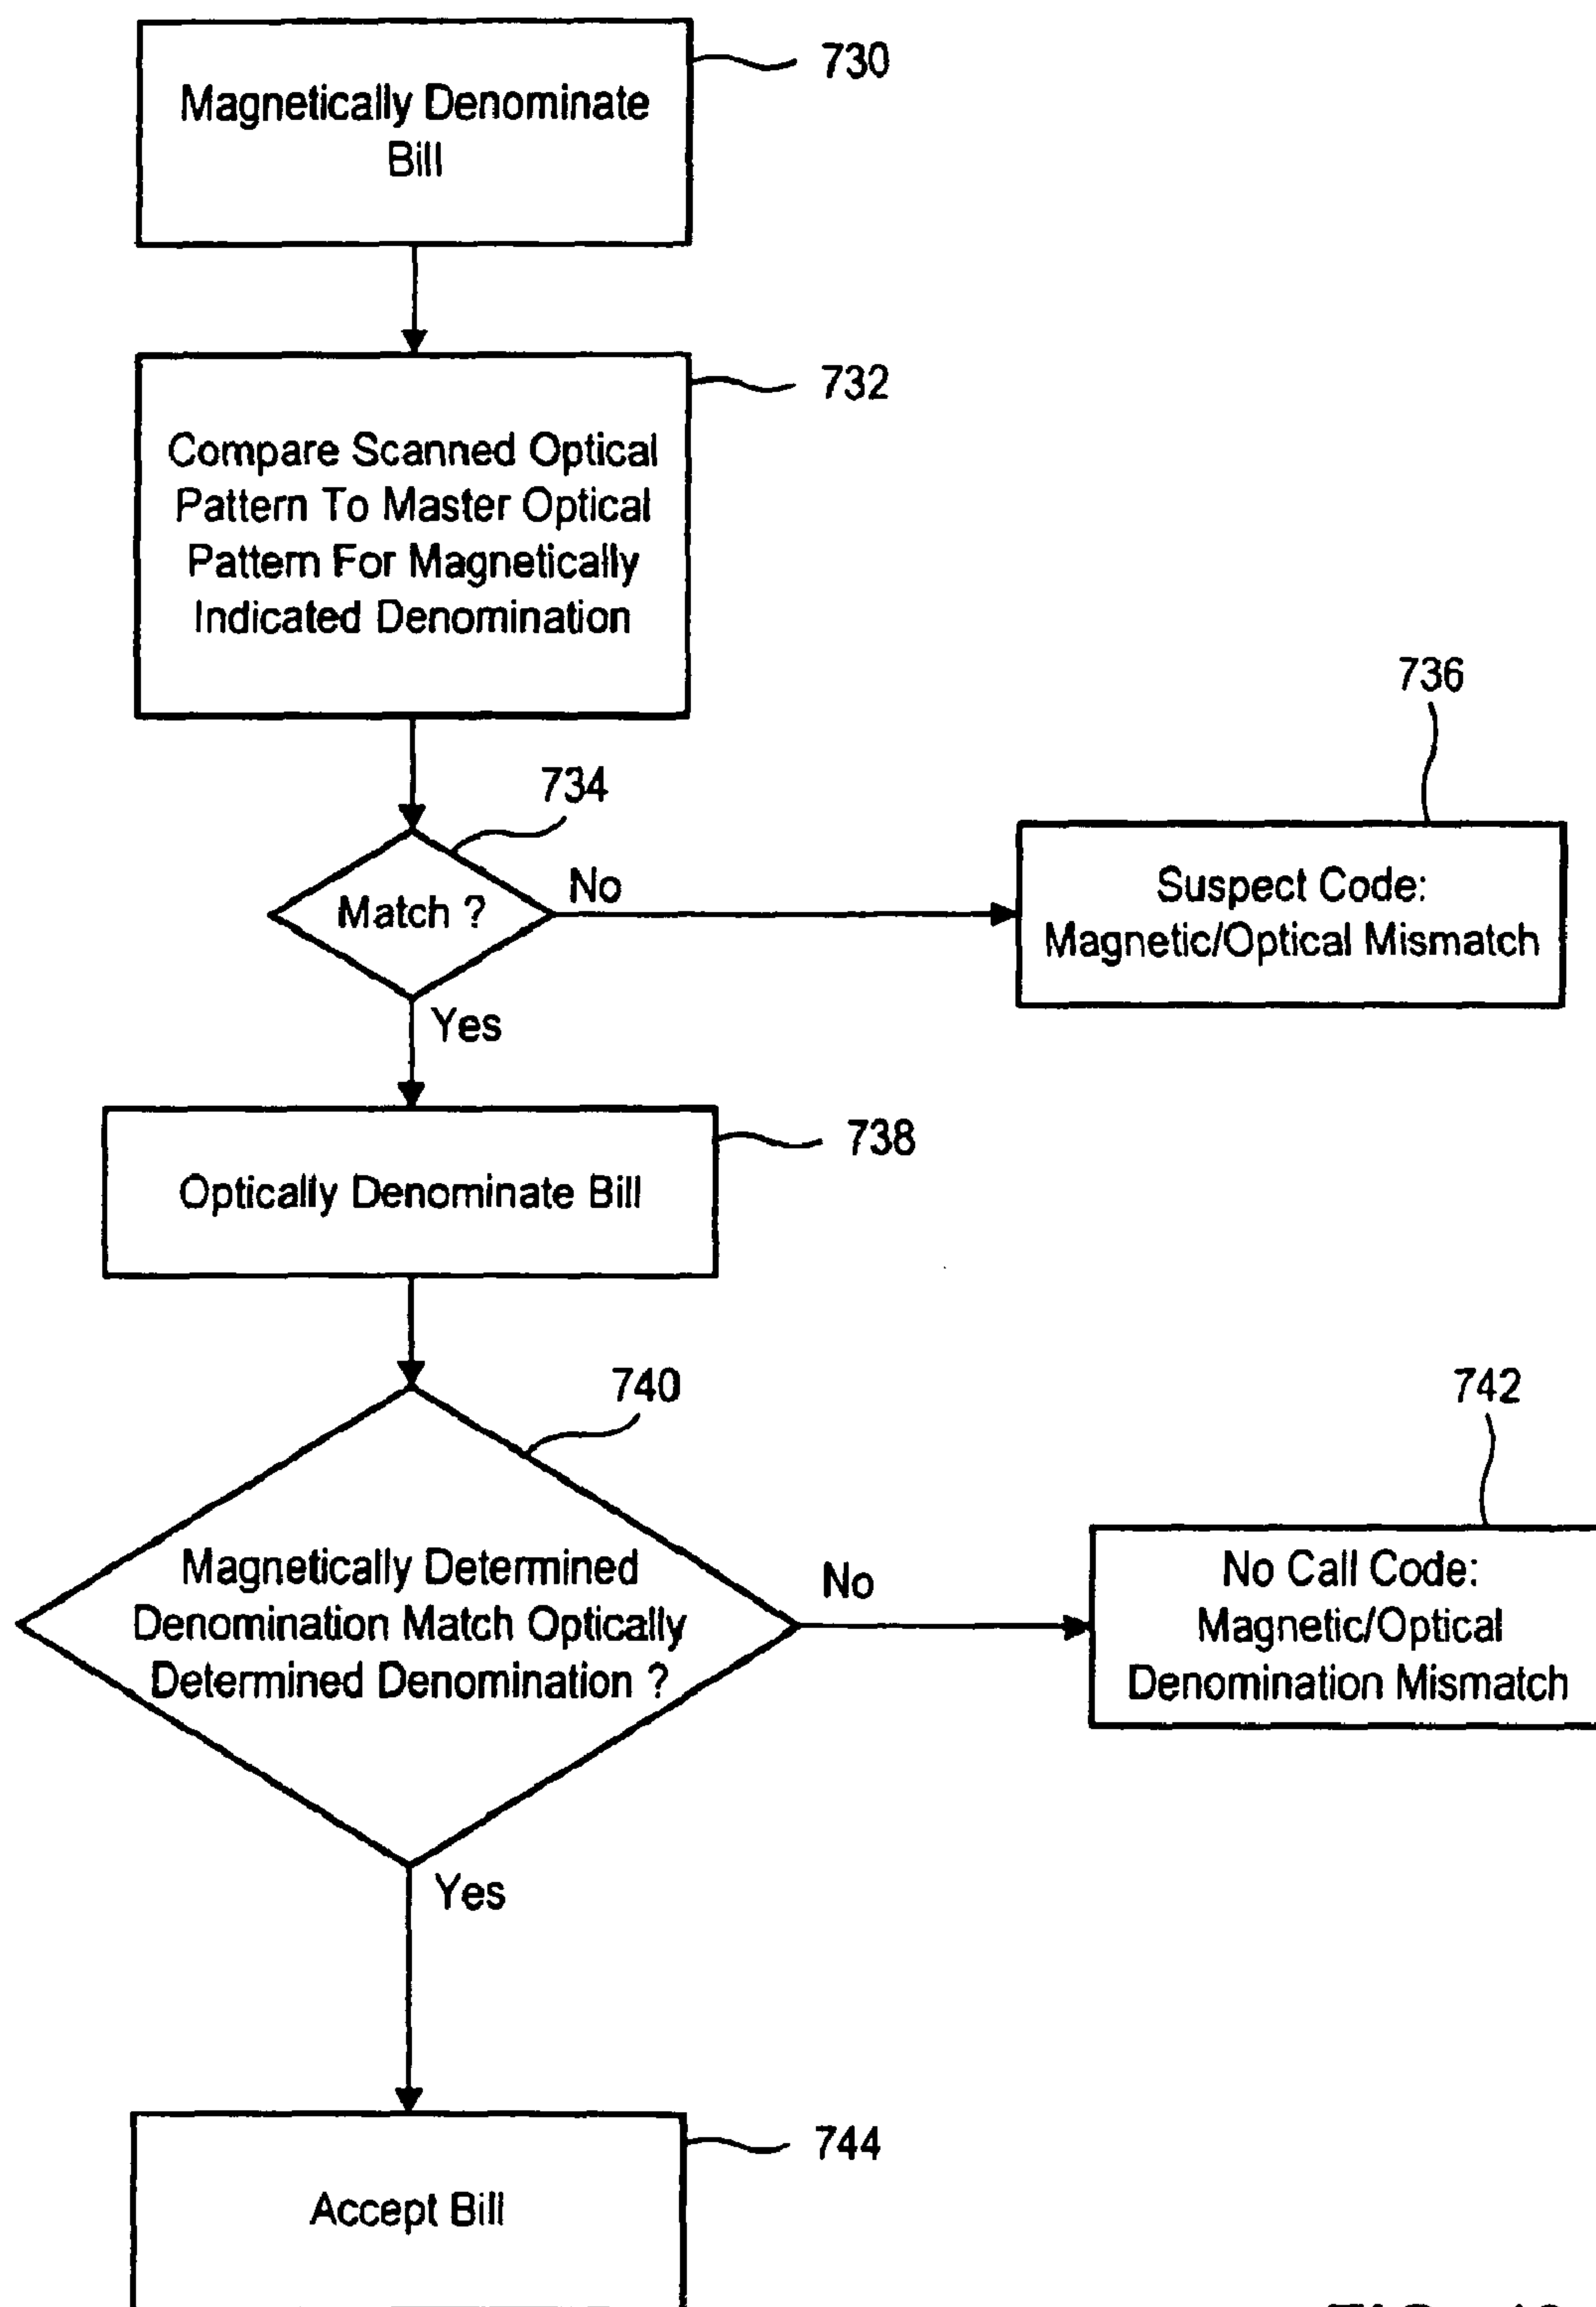 730
Magnetically Denominate
Bill
732
Compare Scanned Optical
Pattern To Master Optical
Pattern For Magnetically
Indicated Denomination
736
734
Match ?
No
Suspect Code:
Magnetic/Optical Mismatch
Yes
738
Optically Denominate Bill
740
742
Magnetically Determined
Denomination Match Optically
Determined Denomination ?
No
No Call Code:
Magnetic/Optical
Denomination Mismatch
Yes
744
Accept Bill